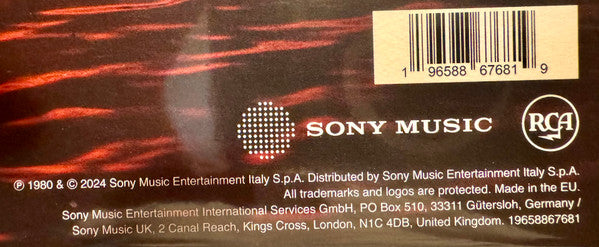 1 96588 67681 9
SONY MUSIC RCA
℗ 1980 & © 2024 Sony Music Entertainment Italy S.p.A. Distributed by Sony Music Entertainment Italy S.p.A.
All trademarks and logos are protected. Made in the EU.
Sony Music Entertainment International Services GmbH, PO Box 510, 33311 Gütersloh, Germany /
Sony Music UK, 2 Canal Reach, Kings Cross, London, N1C 4DB, United Kingdom. 19658867681